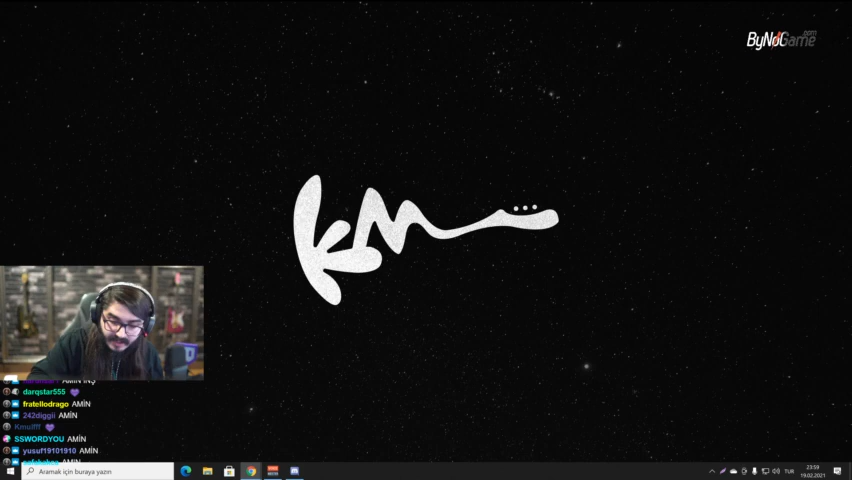 ByNoGame
.com
km
AMİN İNŞ
darqstar555
fratellodrago AMİN
242diggii AMİN
Kmulfff
SSWORDYOU AMİN
yusuf19101910 AMİN
Aramak için buraya yazın
TUR
23:59
19.02.2021